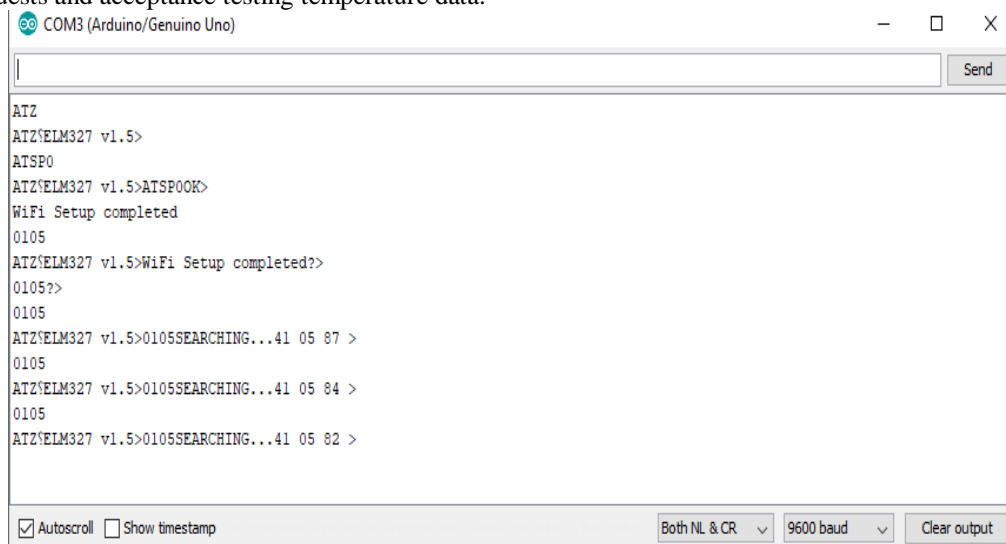 uests and acceptance testing temperature data.
COM3 (Arduino/Genuino Uno)
Send
ATZ
ATZ␦ELM327 v1.5>
ATSP0
ATZ␦ELM327 v1.5>ATSP0OK>
WiFi Setup completed
0105
ATZ␦ELM327 v1.5>WiFi Setup completed?>
0105?>
0105
ATZ␦ELM327 v1.5>0105SEARCHING...41 05 87 >
0105
ATZ␦ELM327 v1.5>0105SEARCHING...41 05 84 >
0105
ATZ␦ELM327 v1.5>0105SEARCHING...41 05 82 >
Autoscroll Show timestamp Both NL & CR 9600 baud Clear output